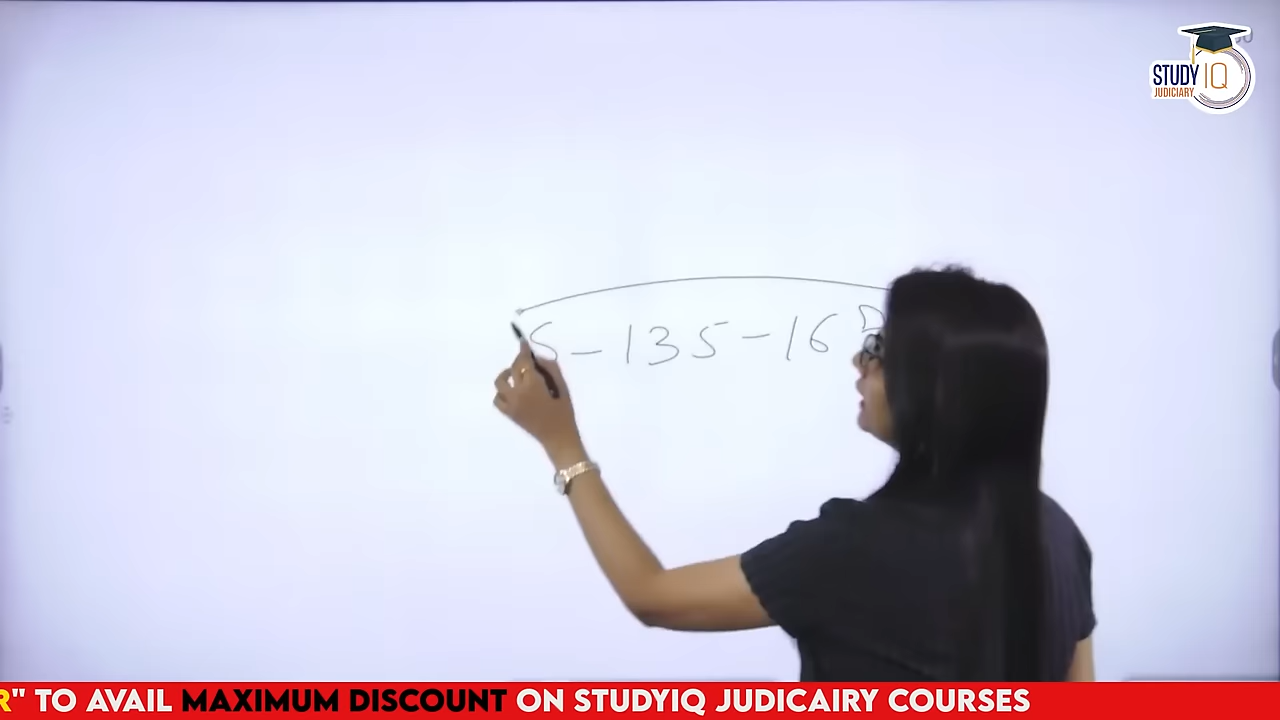 STUDY IQ
JUDICIARY
S - 135 - 16
R" TO AVAIL MAXIMUM DISCOUNT ON STUDYIQ JUDICAIRY COURSES